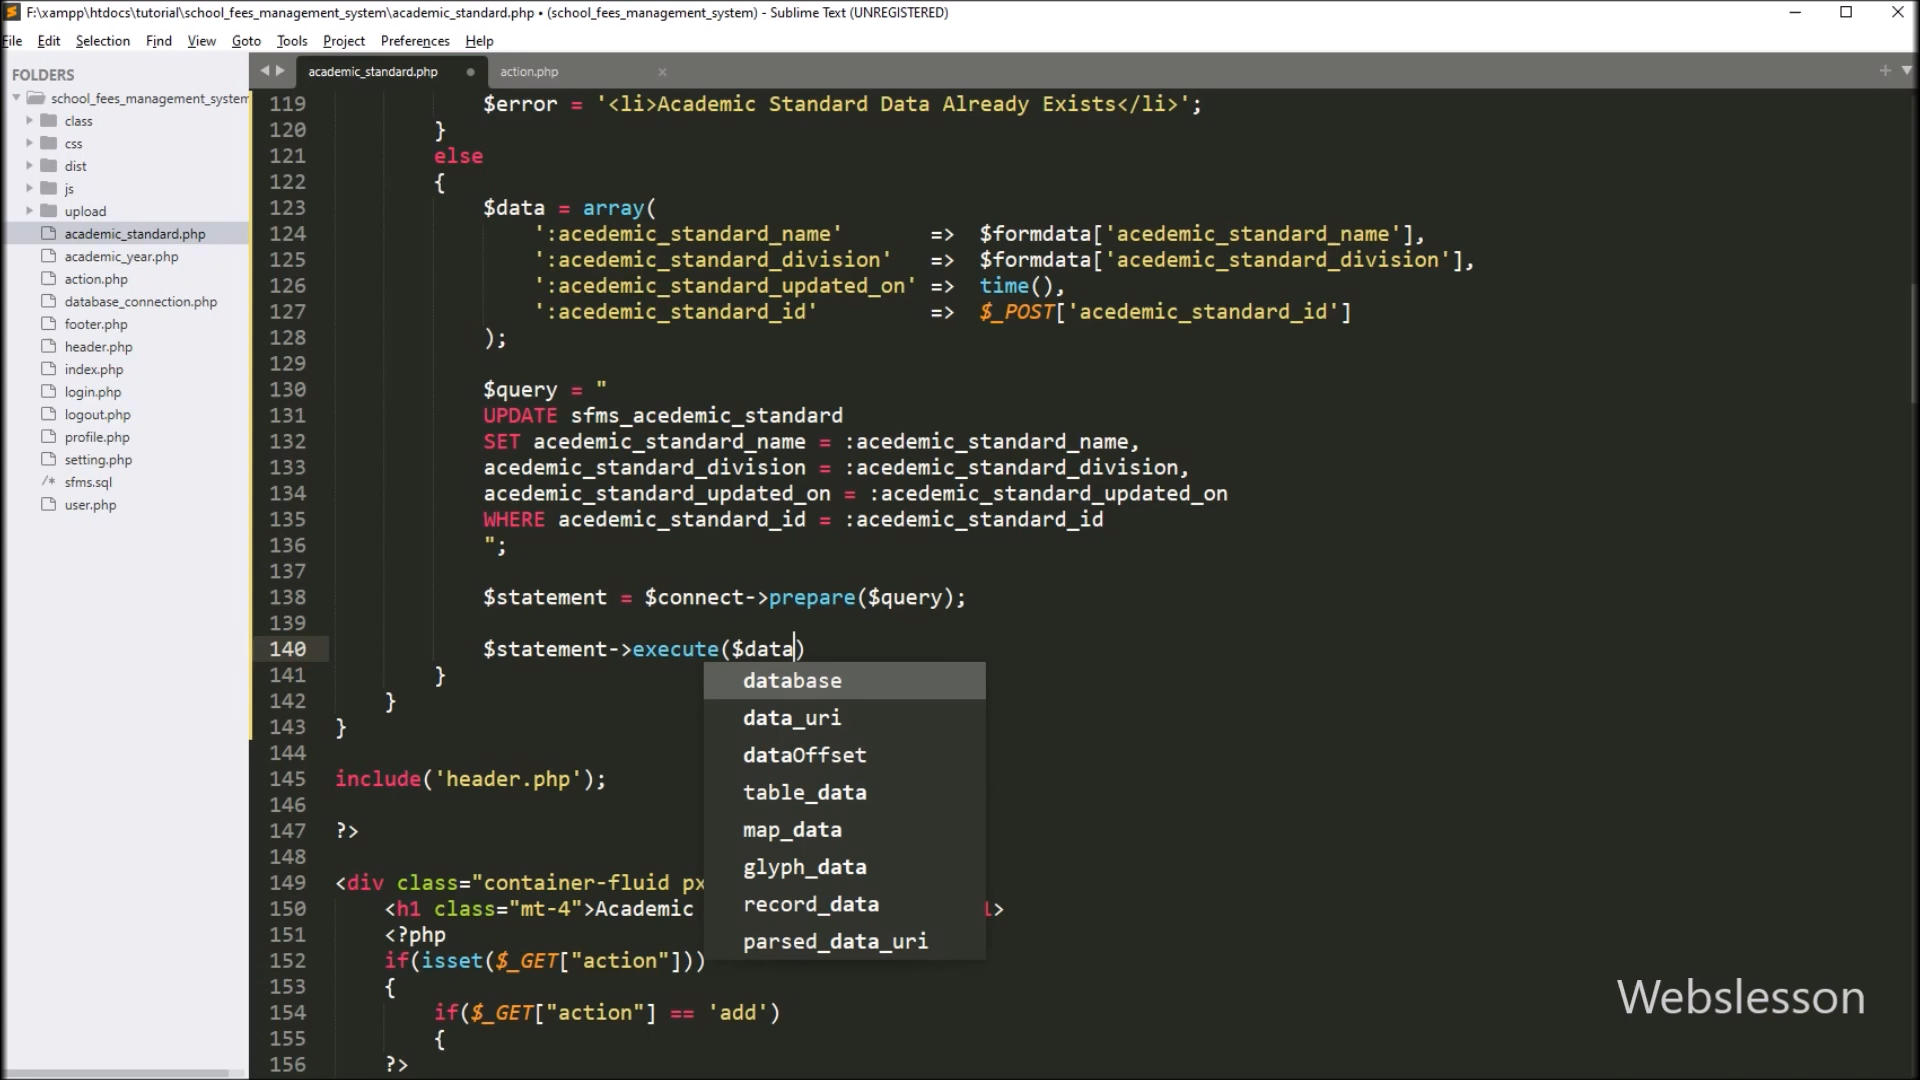 F:\xampp\htdocs\tutorial\school_fees_management_system\academic_standard.php • (school_fees_management_system) - Sublime Text (UNREGISTERED)
File Edit Selection Find View Goto Tools Project Preferences Help
FOLDERS
school_fees_management_system
class
css
dist
js
upload
academic_standard.php
academic_year.php
action.php
database_connection.php
footer.php
header.php
index.php
login.php
logout.php
profile.php
setting.php
/* sfms.sql
user.php
academic_standard.php action.php
119 $error = '<li>Academic Standard Data Already Exists</li>';
120 }
121 else
122 {
123 $data = array(
124 ':acedemic_standard_name' => $formdata['acedemic_standard_name'],
125 ':acedemic_standard_division' => $formdata['acedemic_standard_division'],
126 ':acedemic_standard_updated_on' => time(),
127 ':acedemic_standard_id' => $_POST['acedemic_standard_id']
128 );
129
130 $query = "
131 UPDATE sfms_acedemic_standard
132 SET acedemic_standard_name = :acedemic_standard_name,
133 acedemic_standard_division = :acedemic_standard_division,
134 acedemic_standard_updated_on = :acedemic_standard_updated_on
135 WHERE acedemic_standard_id = :acedemic_standard_id
136 ";
137
138 $statement = $connect->prepare($query);
139
140 $statement->execute($data)
141 }
142 }
143 }
144
145 include('header.php');
146
147 ?>
148
149 <div class="container-fluid px
150 <h1 class="mt-4">Academic 1>
151 <?php
152 if(isset($_GET["action"]))
153 {
154 if($_GET["action"] == 'add')
155 {
156 ?>
database
data_uri
dataOffset
table_data
map_data
glyph_data
record_data
parsed_data_uri
Webslesson